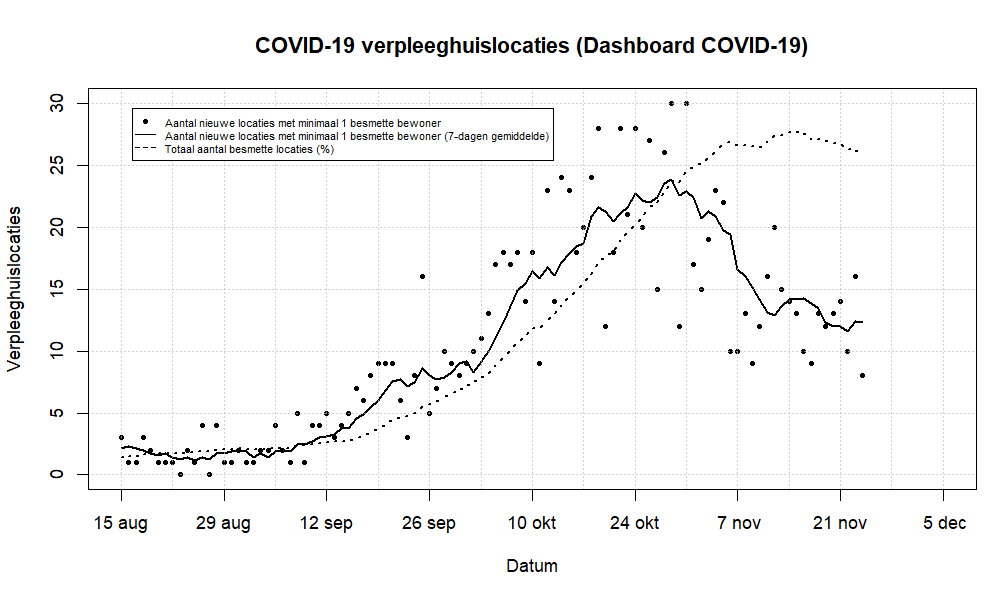 COVID-19 verpleeghuislocaties (Dashboard COVID-19)
Verpleeghuislocaties
30
25
20
15
10
5
0
Aantal nieuwe locaties met minimaal 1 besmette bewoner
Aantal nieuwe locaties met minimaal 1 besmette bewoner (7-dagen gemiddelde)
Totaal aantal besmette locaties (%)
15 aug 29 aug 12 sep 26 sep 10 okt 24 okt 7 nov 21 nov 5 dec
Datum